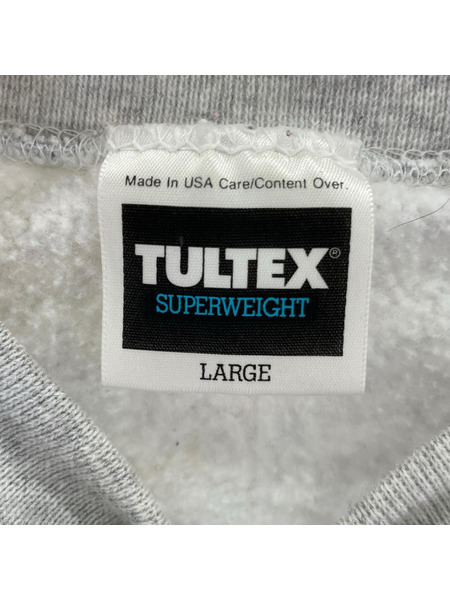 Made In USA Care/Content Over.
TULTEX®
SUPERWEIGHT
LARGE